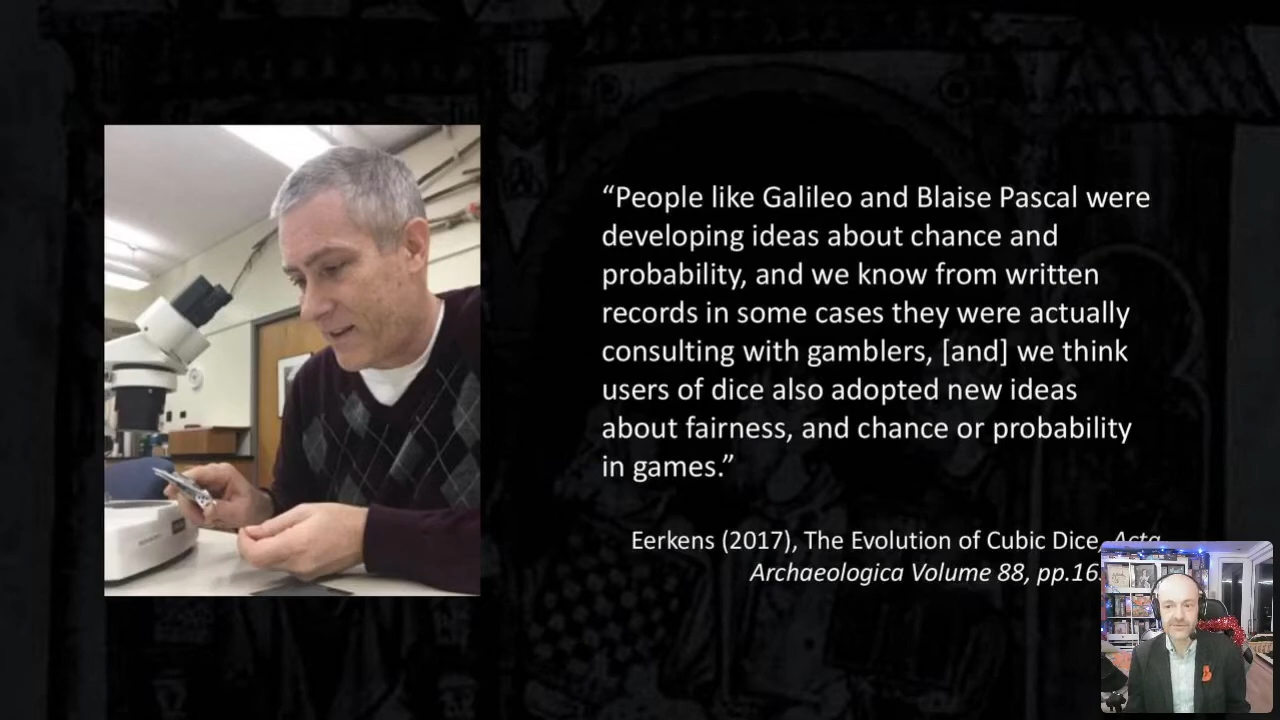 “People like Galileo and Blaise Pascal were
developing ideas about chance and
probability, and we know from written
records in some cases they were actually
consulting with gamblers, [and] we think
users of dice also adopted new ideas
about fairness, and chance or probability
in games.”
Eerkens (2017), The Evolution of Cubic Dice, Acta
Archaeologica Volume 88, pp.16